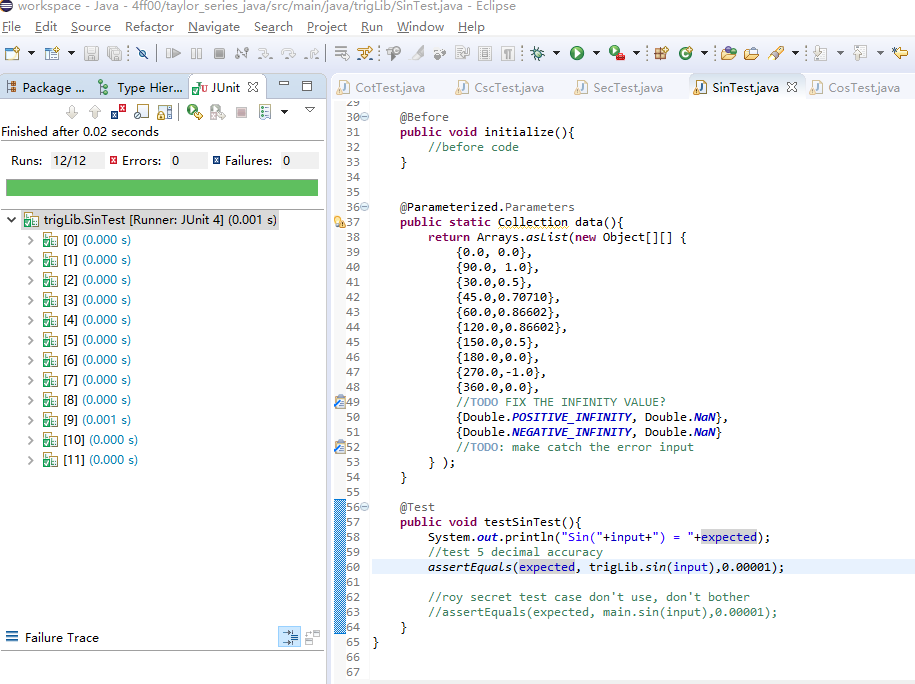 workspace - Java - 4ff00/taylor_series_java/src/main/java/trigLib/SinTest.java - Eclipse
File Edit Source Refactor Navigate Search Project Run Window Help
Package ... Type Hier... JUnit
CotTest.java CscTest.java SecTest.java SinTest.java CosTest.java
Finished after 0.02 seconds
Runs: 12/12 Errors: 0 Failures: 0
trigLib.SinTest [Runner: JUnit 4] (0.001 s)
[0] (0.000 s)
[1] (0.000 s)
[2] (0.000 s)
[3] (0.000 s)
[4] (0.000 s)
[5] (0.000 s)
[6] (0.000 s)
[7] (0.000 s)
[8] (0.000 s)
[9] (0.001 s)
[10] (0.000 s)
[11] (0.000 s)
Failure Trace
29
30 @Before
31 public void initialize(){
32 //before code
33 }
34
35
36 @Parameterized.Parameters
37 public static Collection data(){
38 return Arrays.asList(new Object[][] {
39 {0.0, 0.0},
40 {90.0, 1.0},
41 {30.0,0.5},
42 {45.0,0.70710},
43 {60.0,0.86602},
44 {120.0,0.86602},
45 {150.0,0.5},
46 {180.0,0.0},
47 {270.0,-1.0},
48 {360.0,0.0},
49 //TODO FIX THE INFINITY VALUE?
50 {Double.POSITIVE_INFINITY, Double.NaN},
51 {Double.NEGATIVE_INFINITY, Double.NaN}
52 //TODO: make catch the error input
53 } );
54 }
55
56 @Test
57 public void testSinTest(){
58 System.out.println("Sin("+input+") = "+expected);
59 //test 5 decimal accuracy
60 assertEquals(expected, trigLib.sin(input),0.00001);
61
62 //roy secret test case don't use, don't bother
63 //assertEquals(expected, main.sin(input),0.00001);
64 }
65 }
66
67